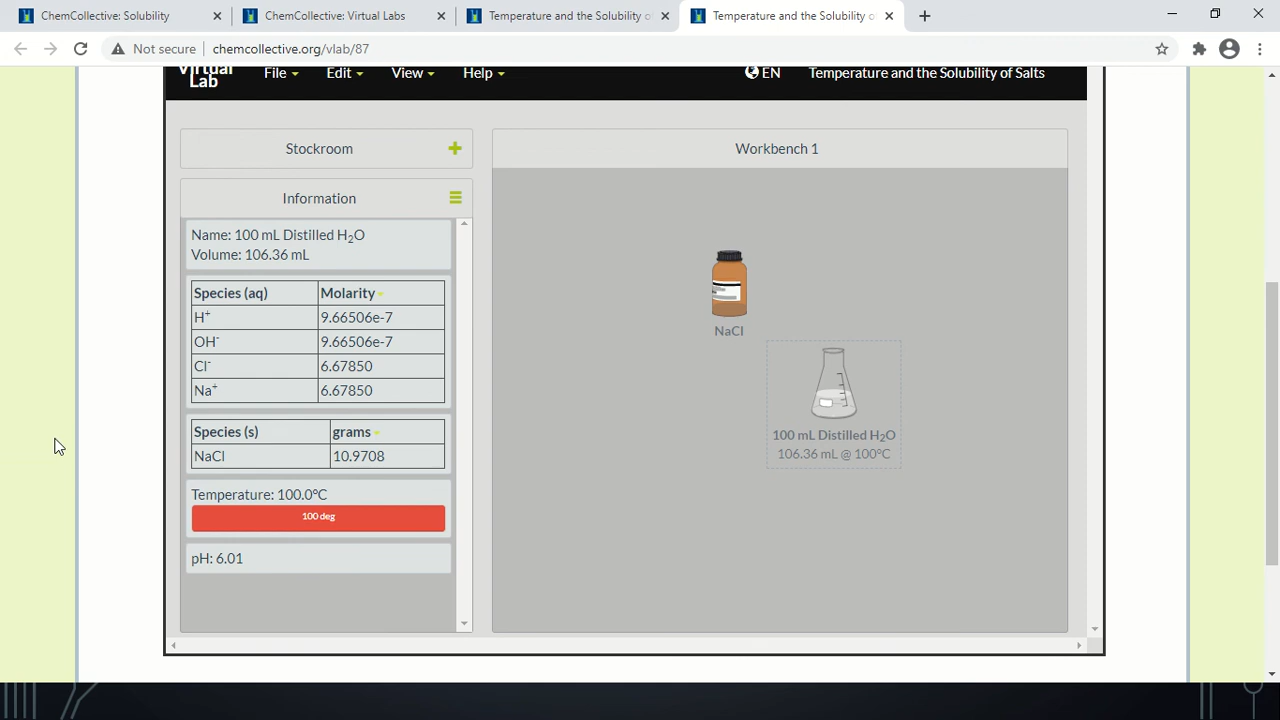 ChemCollective: Solubility
ChemCollective: Virtual Labs
Temperature and the Solubility o
Temperature and the Solubility of
Not secure
chemcollective.org/vlab/87
Virtual
Lab
File
Edit
View
Help
EN
Temperature and the Solubility of Salts
Stockroom
Workbench 1
Information
Name: 100 mL Distilled H2O
Volume: 106.36 mL
Species (aq) Molarity
H+ 9.66506e-7
OH- 9.66506e-7
Cl- 6.67850
Na+ 6.67850
Species (s) grams
NaCl 10.9708
Temperature: 100.0°C
100 deg
pH: 6.01
NaCl
100 mL Distilled H2O
106.36 mL @ 100°C